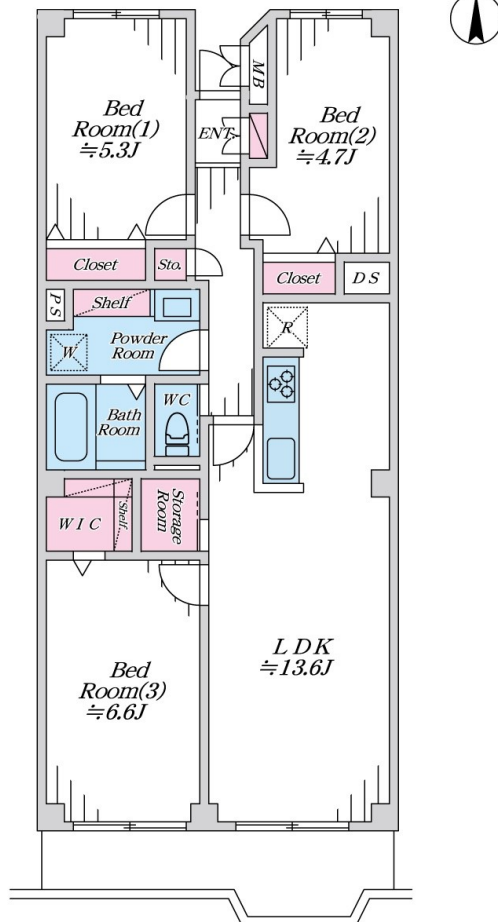 Bed
Room(1)
≒5.3J
MB
ENT.
Bed
Room(2)
≒4.7J
Closet
Sto.
Closet
DS
PS
Shelf
Powder
Room
W
R
Bath
Room
WC
WIC
Shelf
Storage
Room
LDK
≒13.6J
Bed
Room(3)
≒6.6J